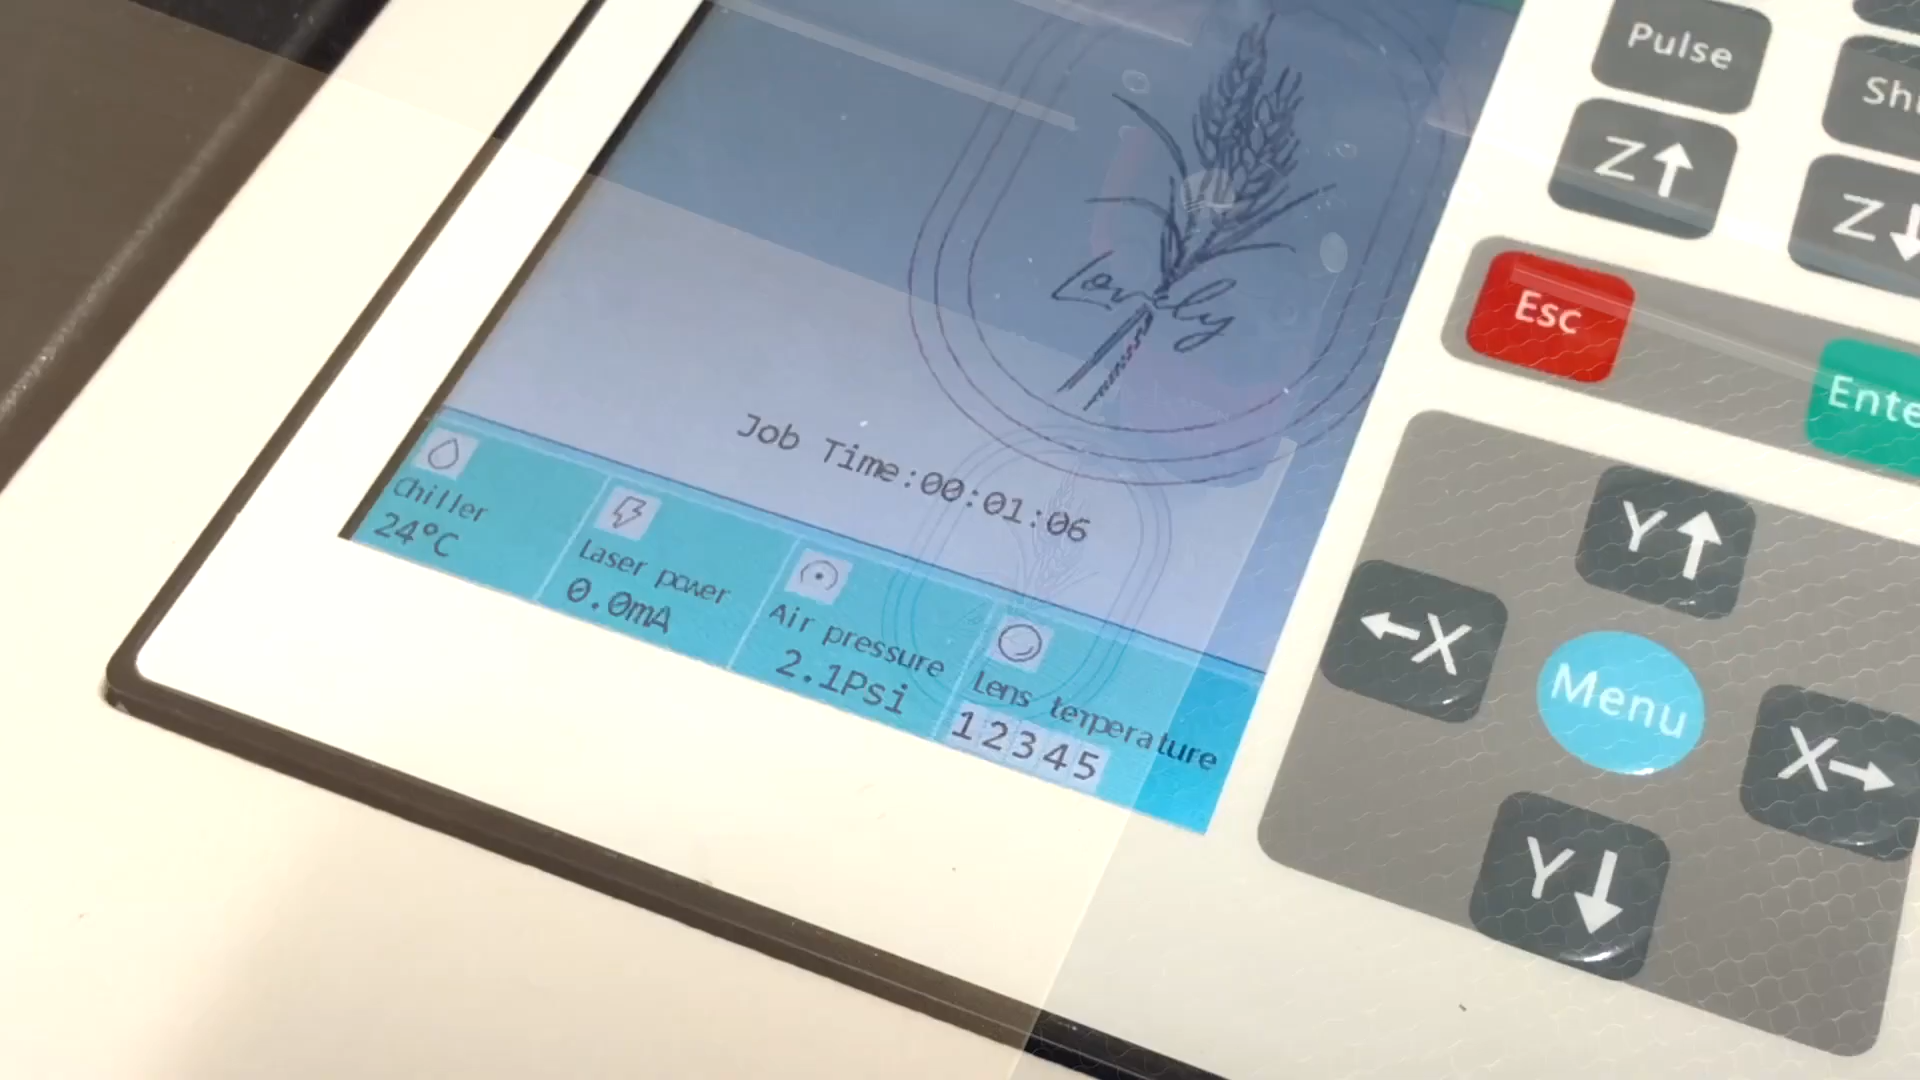 Lovely
Job Time:00:01:06
Chiller
24°C
Laser power
0.0mA
Air pressure
2.1Psi
Lens temperature
12345
Pulse
Z↑
Z↓
Esc
Ente
Y↑
←X
Menu
X→
Y↓